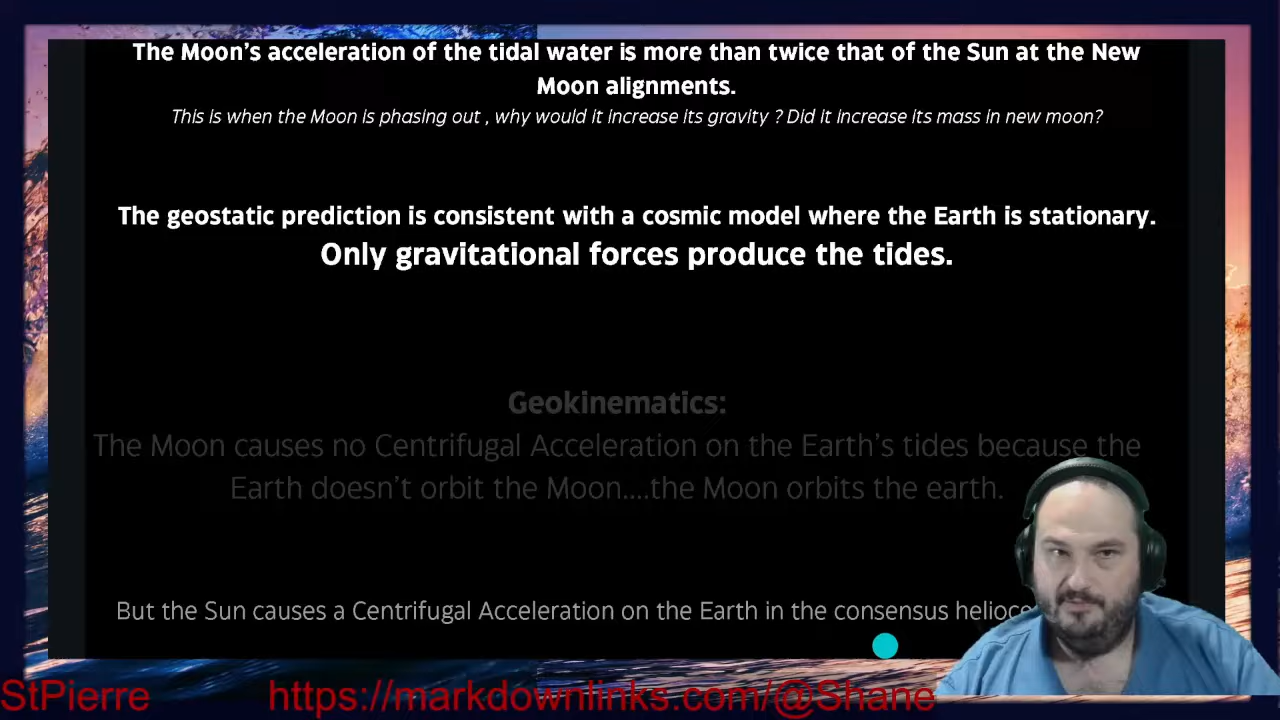 The Moon's acceleration of the tidal water is more than twice that of the Sun at the New
Moon alignments.
This is when the Moon is phasing out , why would it increase its gravity ? Did it increase its mass in new moon?
The geostatic prediction is consistent with a cosmic model where the Earth is stationary.
Only gravitational forces produce the tides.
Geokinematics:
The Moon causes no Centrifugal Acceleration on the Earth's tides because the
Earth doesn't orbit the Moon....the Moon orbits the earth.
But the Sun causes a Centrifugal Acceleration on the Earth in the consensus
StPierre https://markdownlinks.com/@Shane